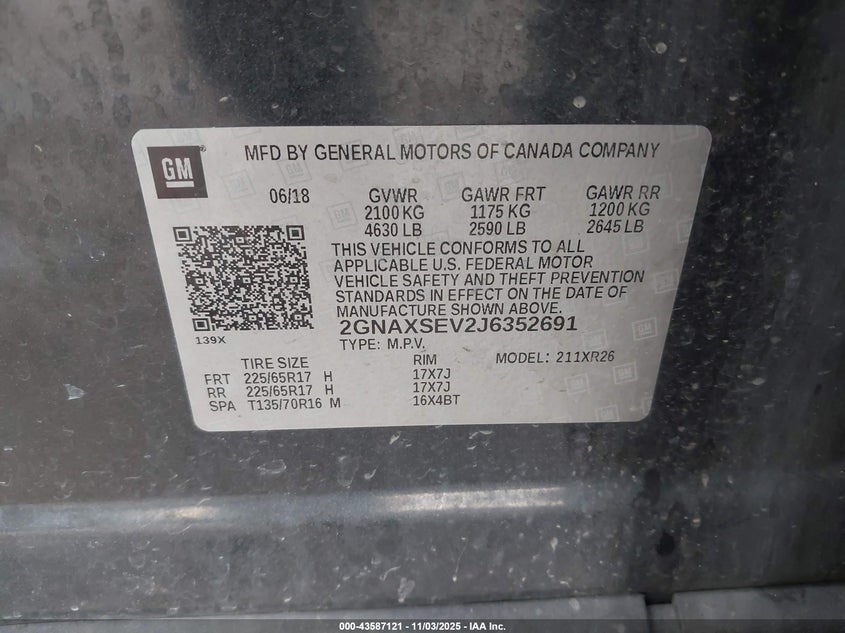 GM
MFD BY GENERAL MOTORS OF CANADA COMPANY
06/18 GVWR GAWR FRT GAWR RR
2100 KG 1175 KG 1200 KG
4630 LB 2590 LB 2645 LB
THIS VEHICLE CONFORMS TO ALL
APPLICABLE U.S. FEDERAL MOTOR
VEHICLE SAFETY AND THEFT PREVENTION
STANDARDS IN EFFECT ON THE DATE OF
MANUFACTURE SHOWN ABOVE.
2GNAXSEV2J6352691
139X
TYPE: M.P.V. MODEL: 211XR26
TIRE SIZE RIM
FRT 225/65R17 H 17X7J
RR 225/65R17 H 17X7J
SPA T135/70R16 M 16X4BT
000-43587121 - 11/03/2025 - IAA Inc.